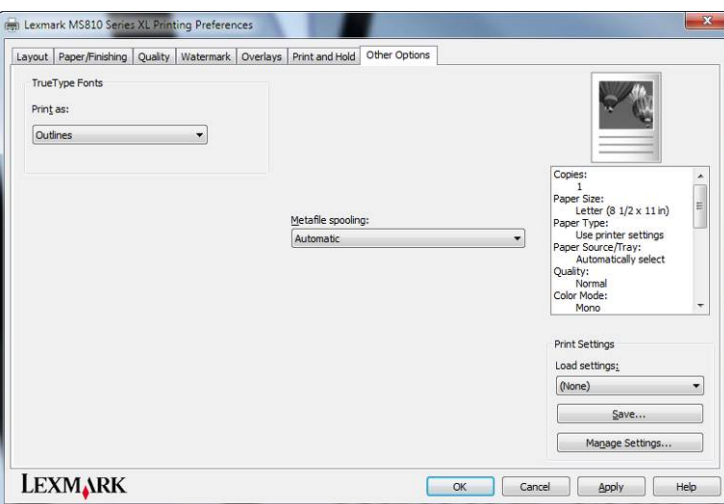 Lexmark MS810 Series XL Printing Preferences
Layout Paper/Finishing Quality Watermark Overlays Print and Hold Other Options
TrueType Fonts
Print as:
Outlines
Metafile spooling:
Automatic
Copies:
1
Paper Size:
Letter (8 1/2 x 11 in)
Paper Type:
Use printer settings
Paper Source/Tray:
Automatically select
Quality:
Normal
Color Mode:
Mono
Print Settings
Load settings:
(None)
Save...
Manage Settings...
LEXMARK
OK Cancel Apply Help